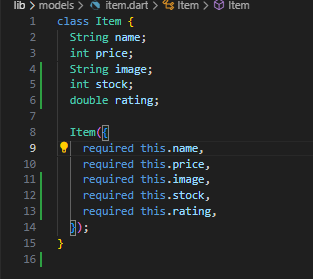 lib > models > item.dart > Item > Item
1 class Item {
2 String name;
3 int price;
4 String image;
5 int stock;
6 double rating;
7
8 Item({
9 required this.name,
10 required this.price,
11 required this.image,
12 required this.stock,
13 required this.rating,
14 });
15 }
16